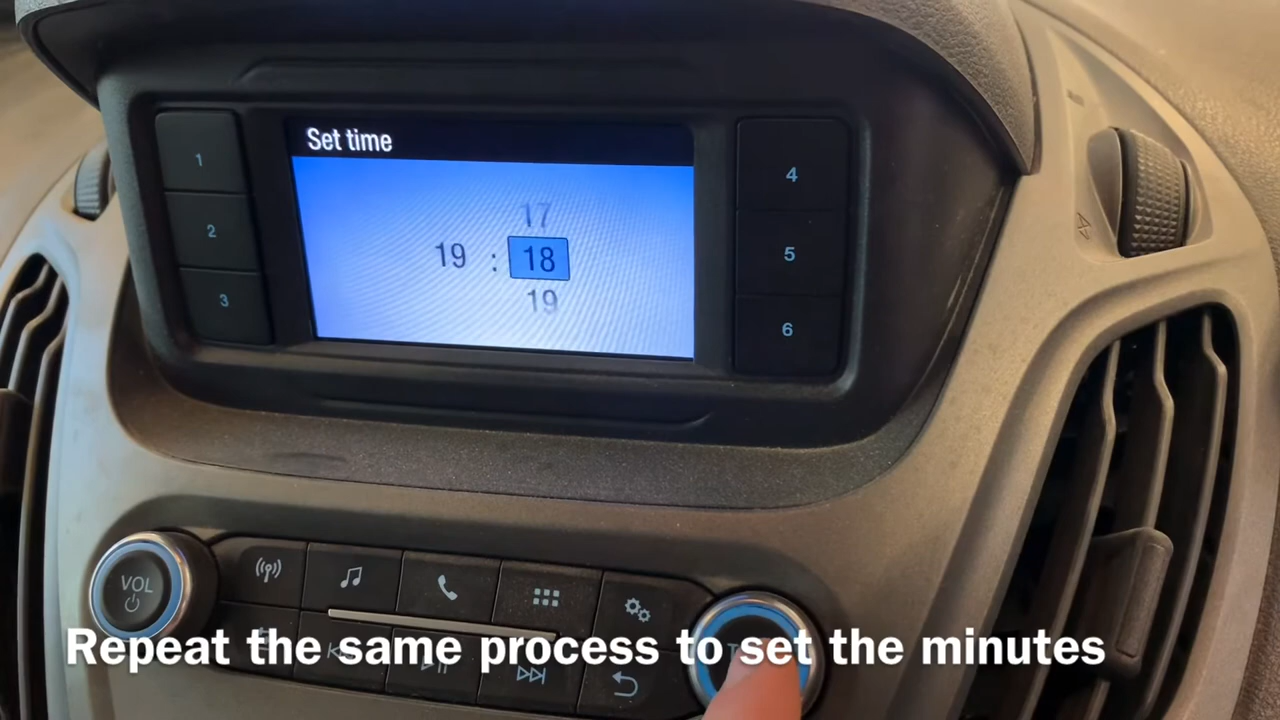 Set time
17
19 : 18
19
1
2
3
4
5
6
VOL
Repeat the same process to set the minutes